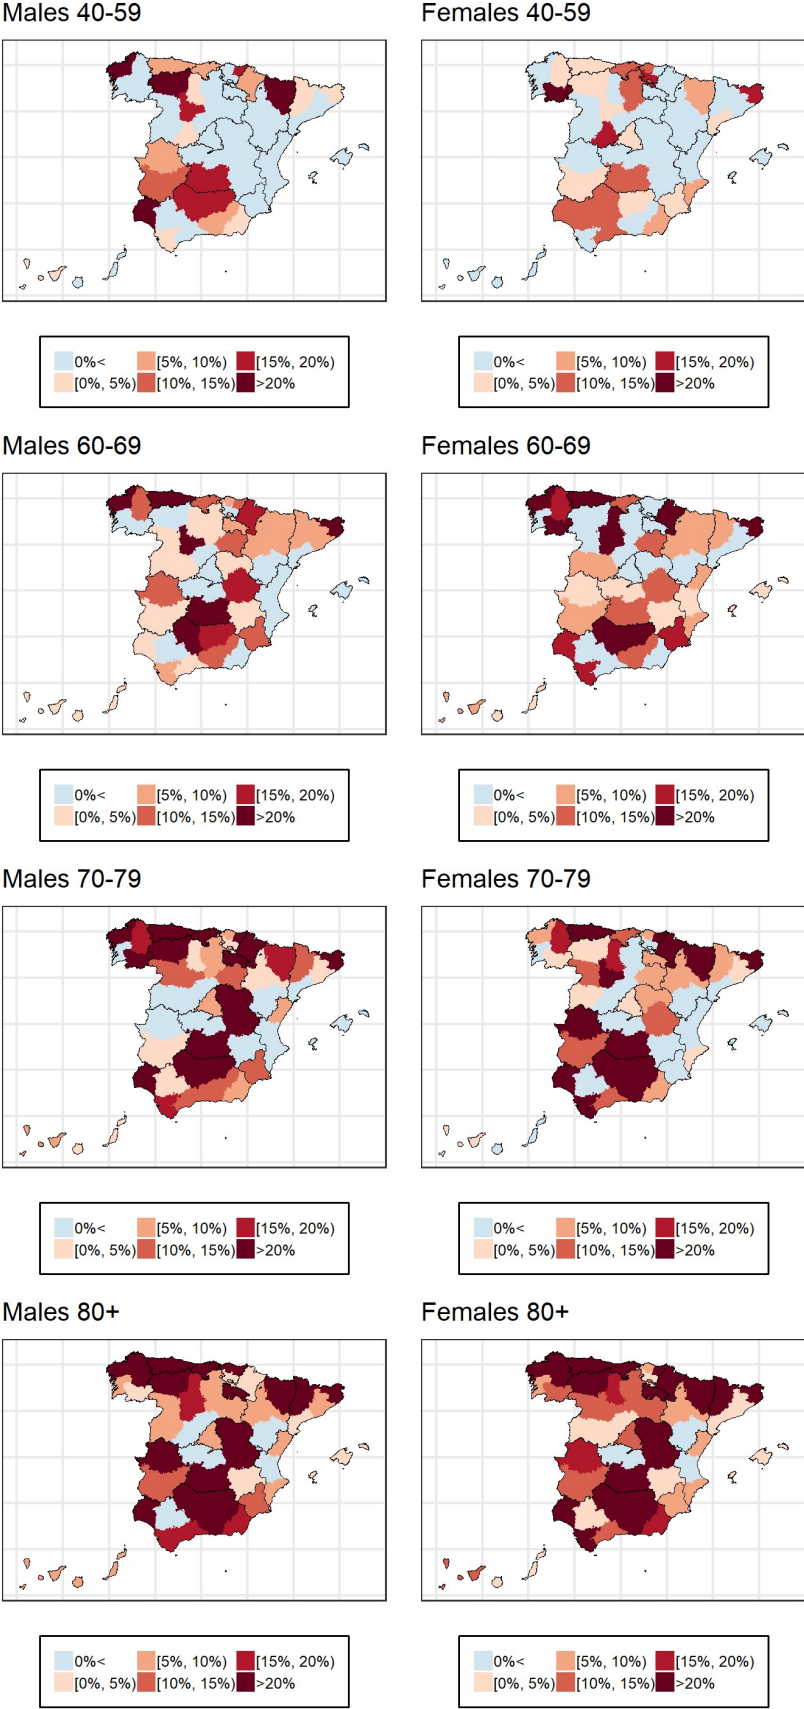 Males 40-59 Females 40-59
0%< [5%, 10%) [15%, 20%) 0%< [5%, 10%) [15%, 20%)
[0%, 5%) [10%, 15%) >20% [0%, 5%) [10%, 15%) >20%
Males 60-69 Females 60-69
0%< [5%, 10%) [15%, 20%) 0%< [5%, 10%) [15%, 20%)
[0%, 5%) [10%, 15%) >20% [0%, 5%) [10%, 15%) >20%
Males 70-79 Females 70-79
0%< [5%, 10%) [15%, 20%) 0%< [5%, 10%) [15%, 20%)
[0%, 5%) [10%, 15%) >20% [0%, 5%) [10%, 15%) >20%
Males 80+ Females 80+
0%< [5%, 10%) [15%, 20%) 0%< [5%, 10%) [15%, 20%)
[0%, 5%) [10%, 15%) >20% [0%, 5%) [10%, 15%) >20%